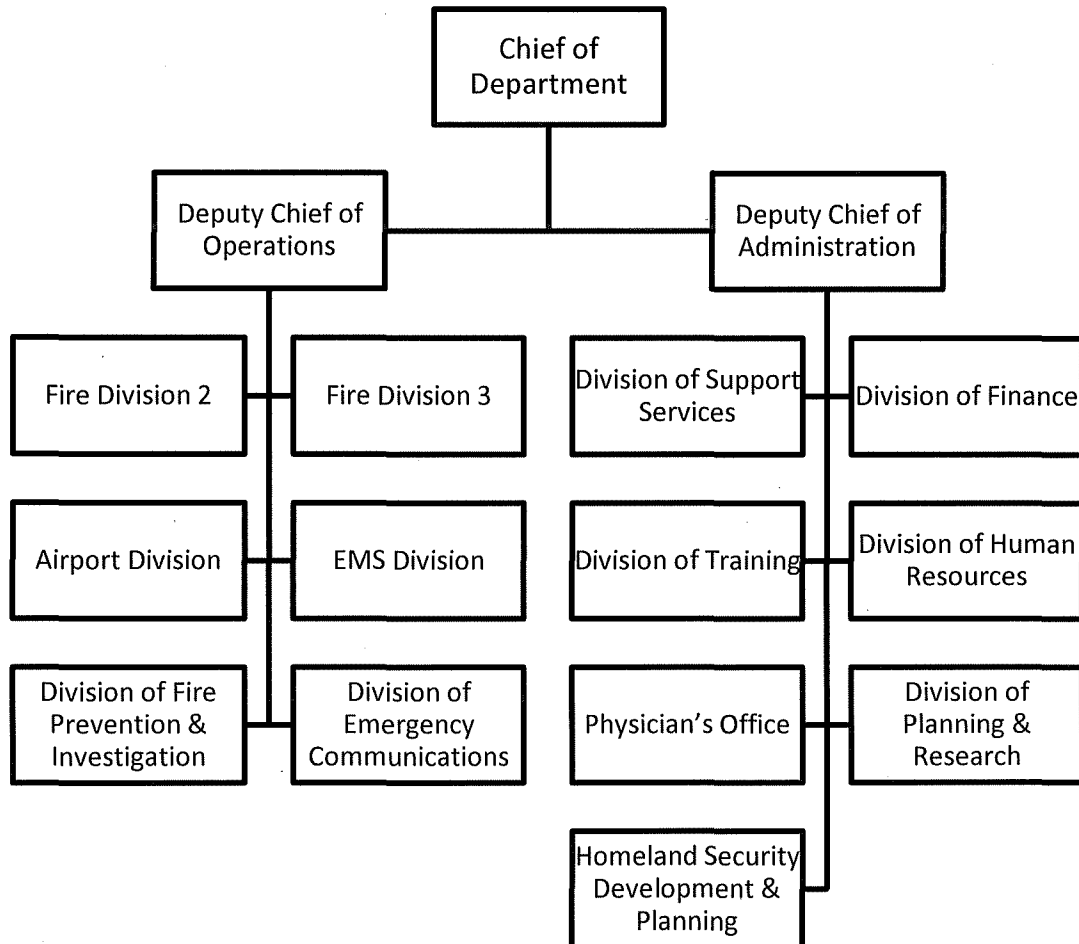 Chief of
Department
Deputy Chief of
Operations
Deputy Chief of
Administration
Fire Division 2
Fire Division 3
Division of Support
Services
Division of Finance
Airport Division
EMS Division
Division of Training
Division of Human
Resources
Division of Fire
Prevention &
Investigation
Division of
Emergency
Communications
Physician's Office
Division of
Planning &
Research
Homeland Security
Development &
Planning